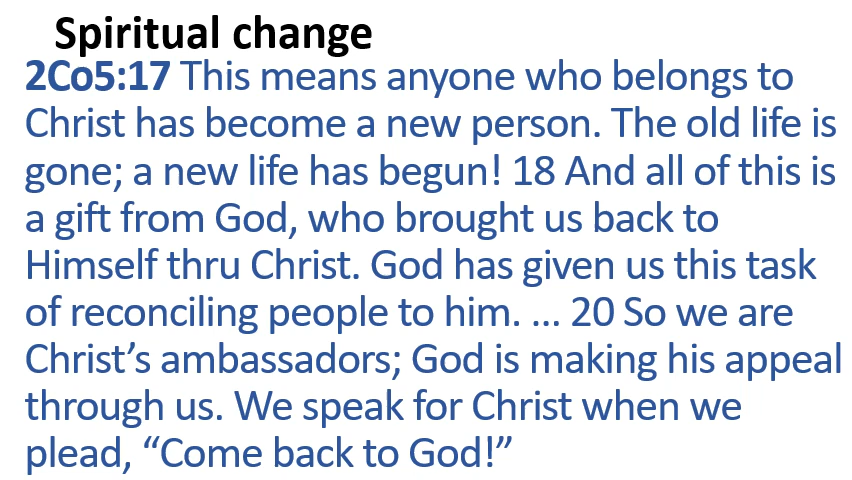 Spiritual change
2Co5:17 This means anyone who belongs to
Christ has become a new person. The old life is
gone; a new life has begun! 18 And all of this is
a gift from God, who brought us back to
Himself thru Christ. God has given us this task
of reconciling people to him. ... 20 So we are
Christ’s ambassadors; God is making his appeal
through us. We speak for Christ when we
plead, “Come back to God!”